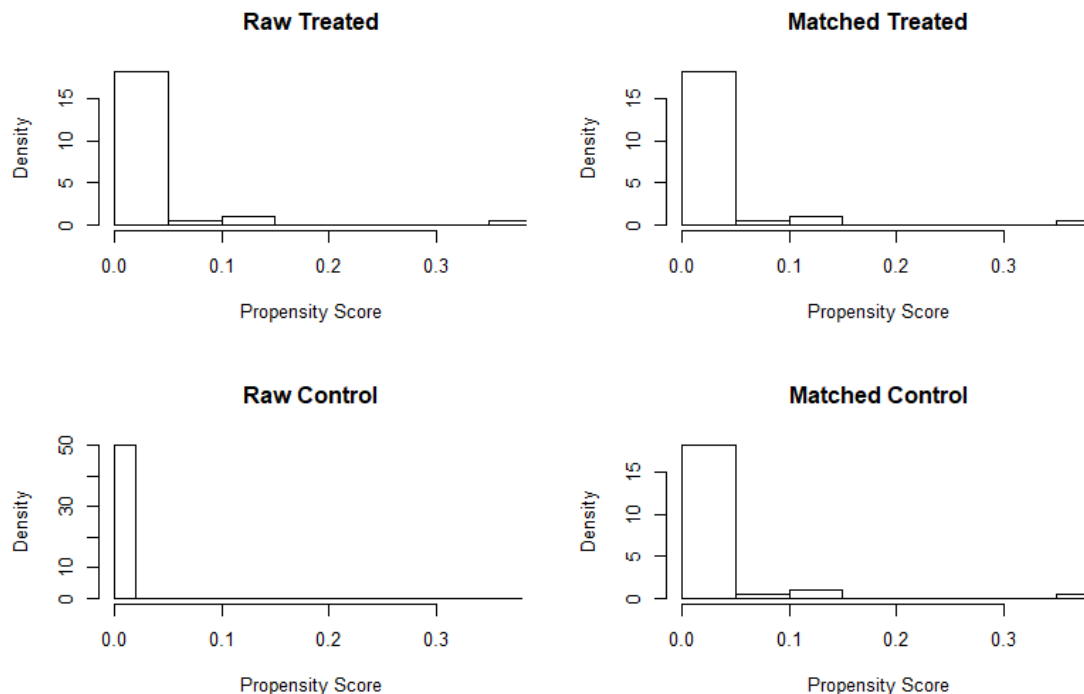 Raw Treated
Density
0 5 10 15
0.0 0.1 0.2 0.3
Propensity Score
Matched Treated
Density
0 5 10 15
0.0 0.1 0.2 0.3
Propensity Score
Raw Control
Density
0 10 30 50
0.0 0.1 0.2 0.3
Propensity Score
Matched Control
Density
0 5 10 15
0.0 0.1 0.2 0.3
Propensity Score